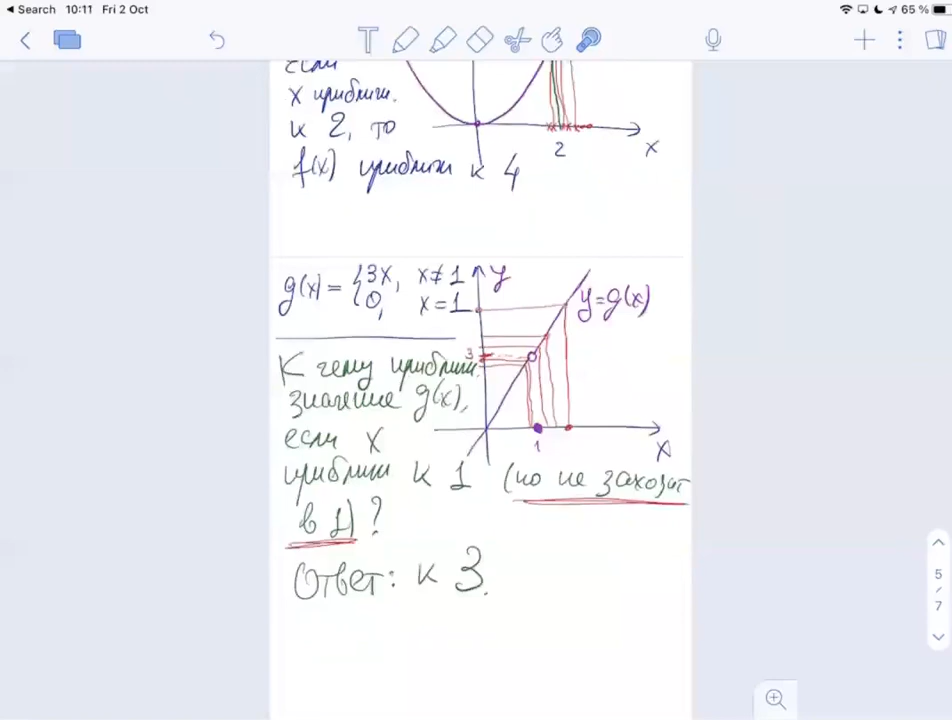 Search 10:11 Fri 2 Oct 65 %
T
если
x приближ.
к 2, то
f(x) приближ к 4
2
x
g(x) = { 3x, x ≠ 1
0, x = 1
y
y=g(x)
3
1
x
К чему приближ.
значение g(x),
если x
приближ к 1 (но не заходит
в 1)?
Ответ: к 3.
5
/
7